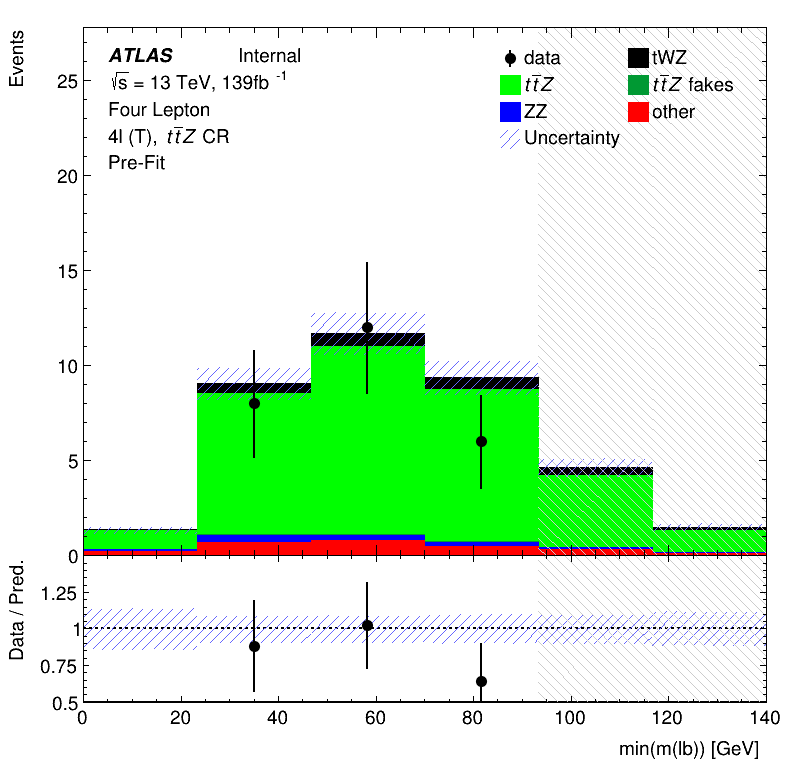 Events
ATLAS Internal
√s = 13 TeV, 139fb -1
Four Lepton
4l (T), tt̅Z CR
Pre-Fit
data
tWZ
tt̅Z
tt̅Z fakes
ZZ
other
Uncertainty
25
20
15
10
5
0
Data / Pred.
1.25
1
0.75
0.5
0 20 40 60 80 100 120 140
min(m(lb) [GeV]